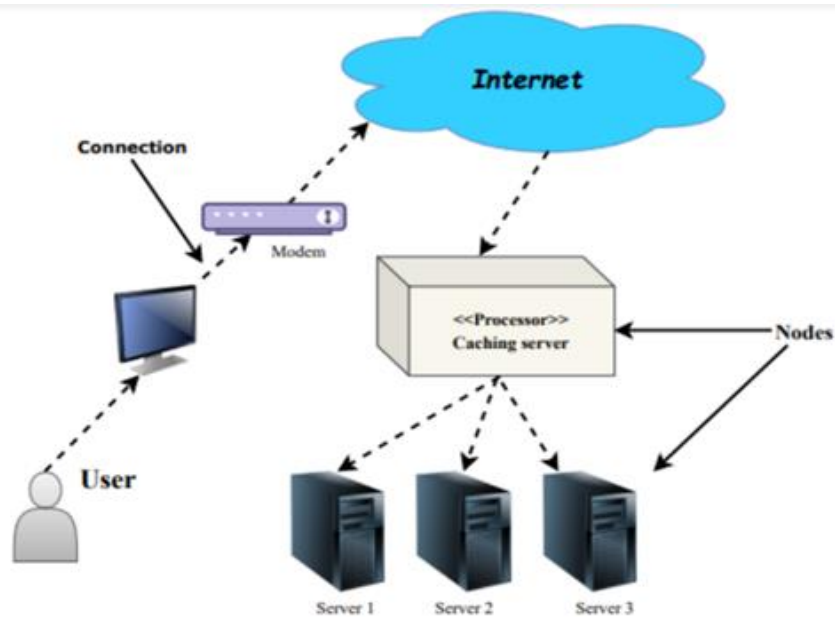 Internet
Connection
Modem
<<Processor>>
Caching server
Nodes
User
Server 1
Server 2
Server 3